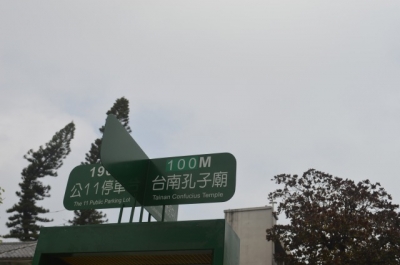 公11停車
The 11 Public Parking Lot
100M
台南孔子廟
Tainan Confucius Temple